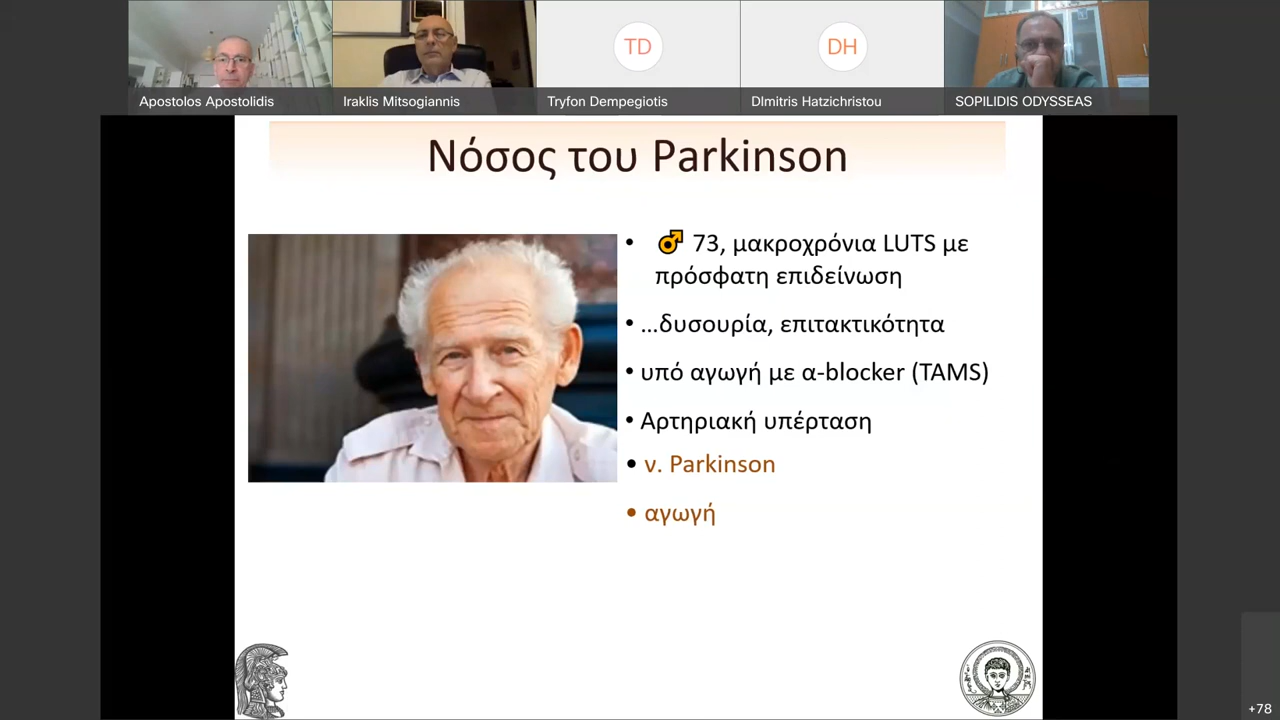 TD
DH
Apostolos Apostolidis
Iraklis Mitsogiannis
Tryfon Dempegiotis
DImitris Hatzichristou
SOPILIDIS ODYSSEAS
Νόσος του Parkinson
• ♂ 73, μακροχρόνια LUTS με
πρόσφατη επιδείνωση
• …δυσουρία, επιτακτικότητα
• υπό αγωγή με α-blocker (TAMS)
• Αρτηριακή υπέρταση
• ν. Parkinson
• αγωγή
+78